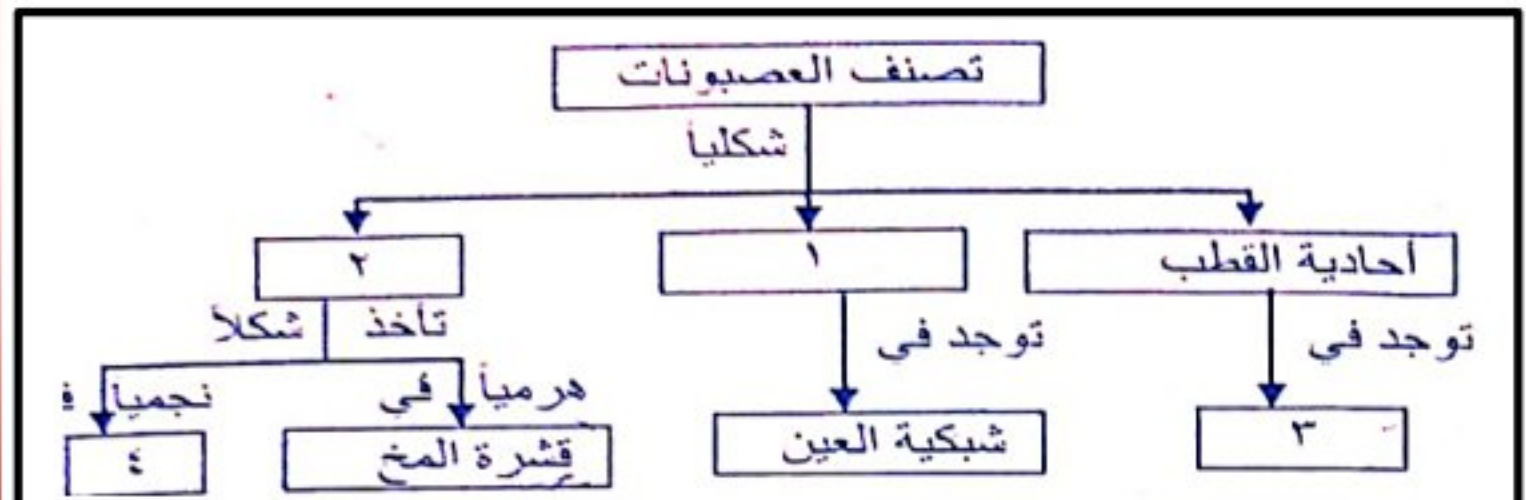 تصنف العصبونات
شكلياً
أحادية القطب
١
٢
توجد في
توجد في
تأخذ شكلاً
هرمياً في
نجمياً
٣
شبكية العين
قشرة المخ
٤